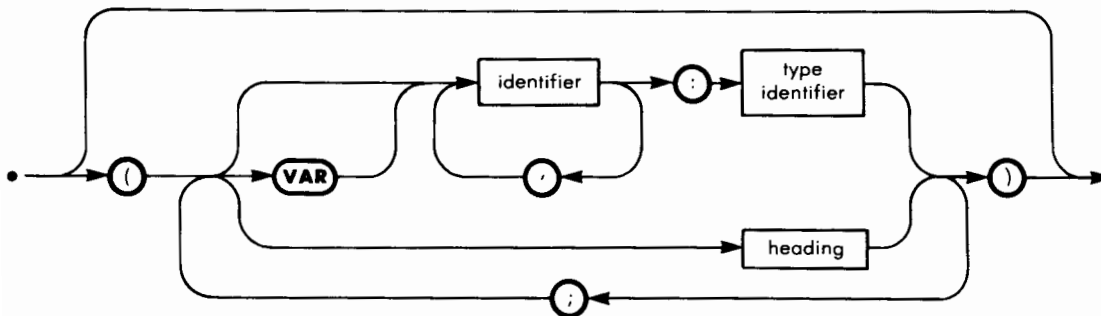 identifier
:
type
identifier
(
VAR
,
)
heading
;